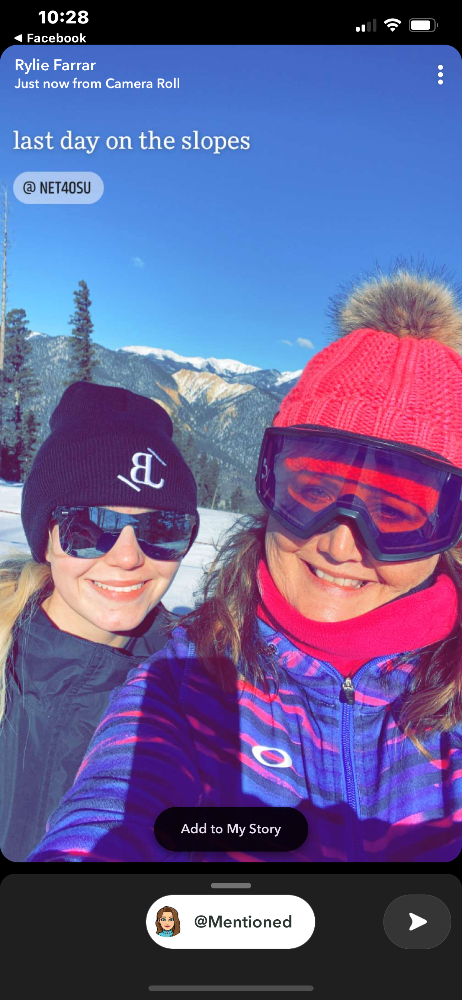 10:28
Facebook
Rylie Farrar
Just now from Camera Roll
last day on the slopes
@ NET4OSU
B
Add to My Story
@Mentioned